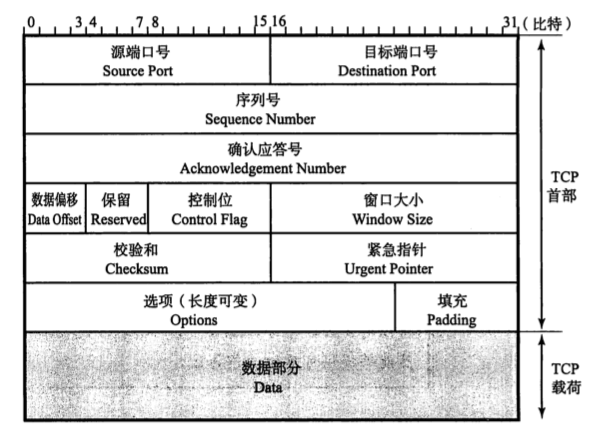 0 3 4 7 8 15 16 31 (比特)
源端口号
Source Port
目标端口号
Destination Port
序列号
Sequence Number
确认应答号
Acknowledgement Number
数据偏移
Data Offset
保留
Reserved
控制位
Control Flag
窗口大小
Window Size
校验和
Checksum
紧急指针
Urgent Pointer
选项（长度可变）
Options
填充
Padding
TCP
首部
数据部分
Data
TCP
载荷